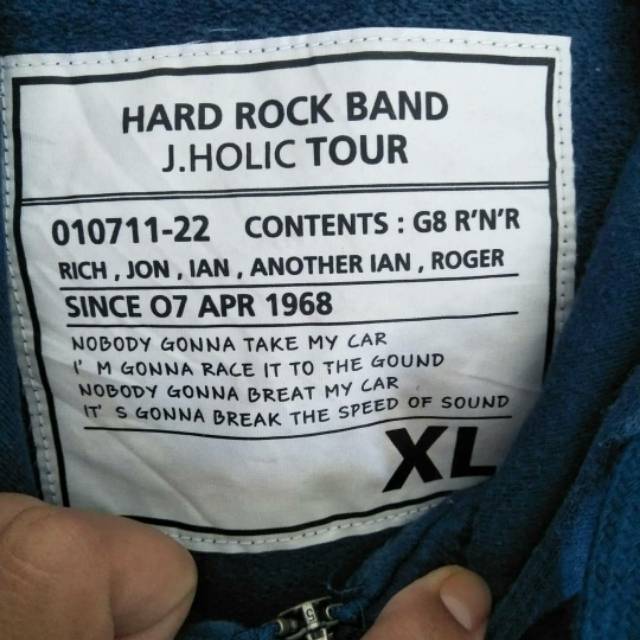 HARD ROCK BAND
J.HOLIC TOUR
010711-22 CONTENTS : G8 R'N'R
RICH , JON , IAN , ANOTHER IAN , ROGER
SINCE 07 APR 1968
NOBODY GONNA TAKE MY CAR
I' M GONNA RACE IT TO THE GOUND
NOBODY GONNA BREAT MY CAR
IT' S GONNA BREAK THE SPEED OF SOUND
XL